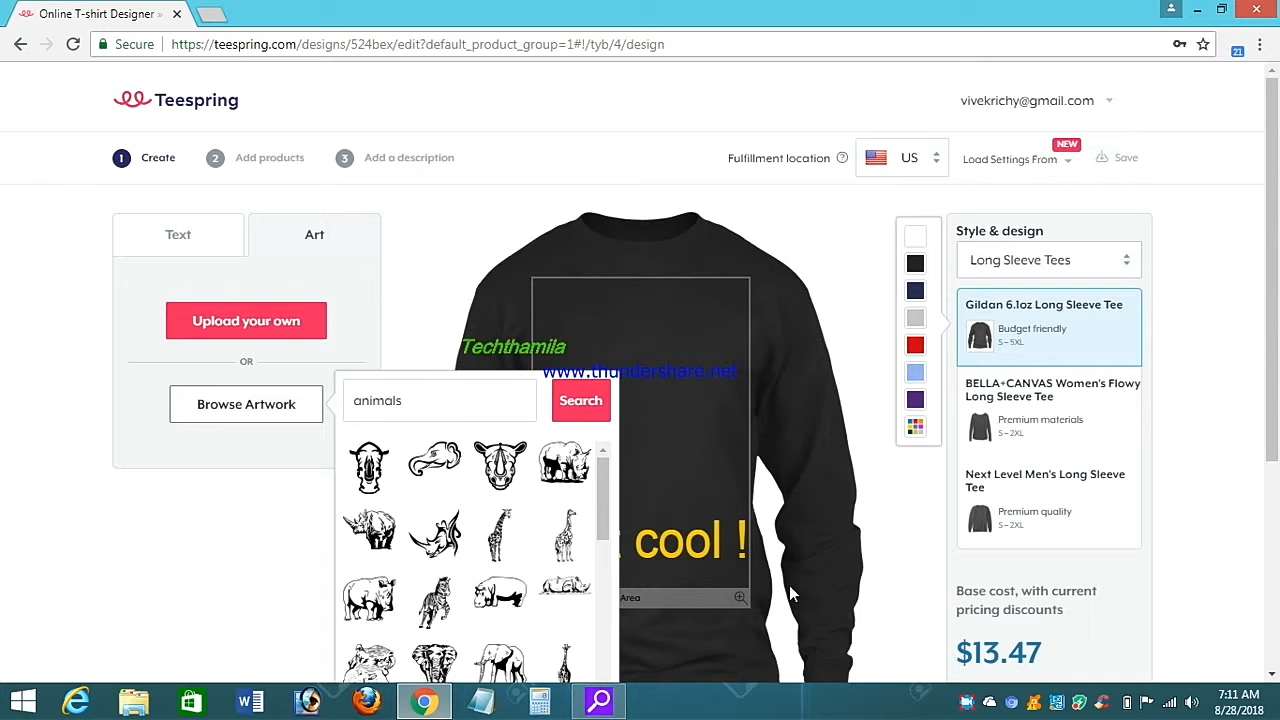 Online T-shirt Designer »
Secure
https://teespring.com/designs/524bex/edit?default_product_group=1#!/tyb/4/design
21
Teespring
vivekrichy@gmail.com
1 Create
2 Add products
3 Add a description
Fulfillment location
US
Load Settings From
NEW
Save
Text
Art
Upload your own
OR
Browse Artwork
animals
Search
Techthamila
www.thundershare.net
cool !
Area
Style & design
Long Sleeve Tees
Gildan 6.1oz Long Sleeve Tee
Budget friendly
S – 5XL
BELLA+CANVAS Women's Flowy
Long Sleeve Tee
Premium materials
S – 2XL
Next Level Men's Long Sleeve
Tee
Premium quality
S – 2XL
Base cost, with current
pricing discounts
$13.47
7:11 AM
8/28/2018